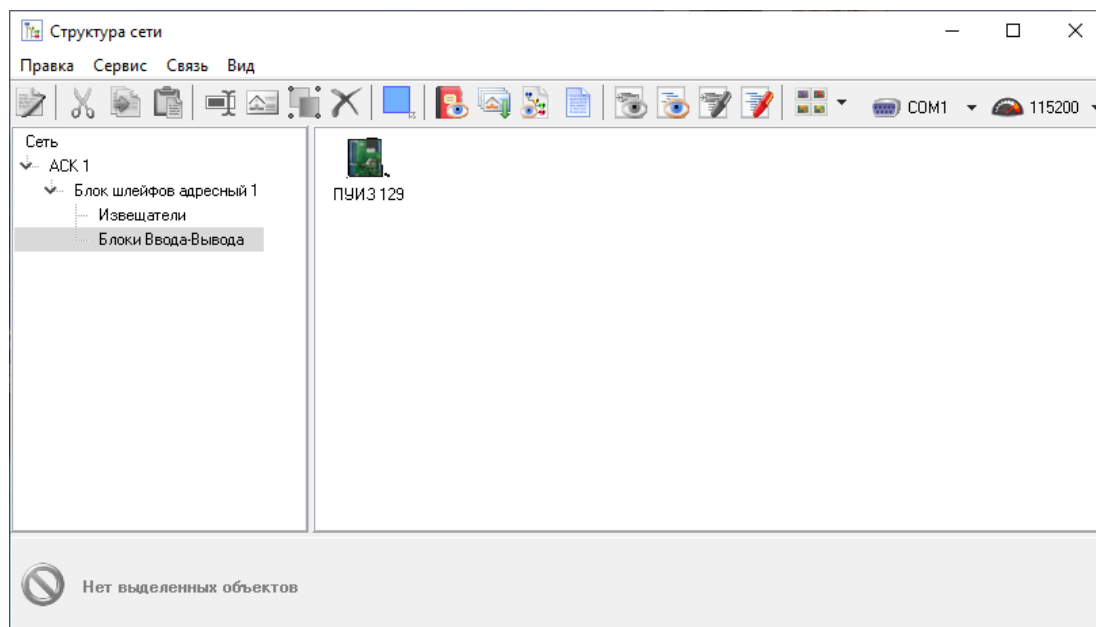 Структура сети
Правка Сервис Связь Вид
COM1 115200
Сеть
АСК 1
Блок шлейфов адресный 1
Извещатели
Блоки Ввода-Вывода
ПУИЗ 129
Нет выделенных объектов